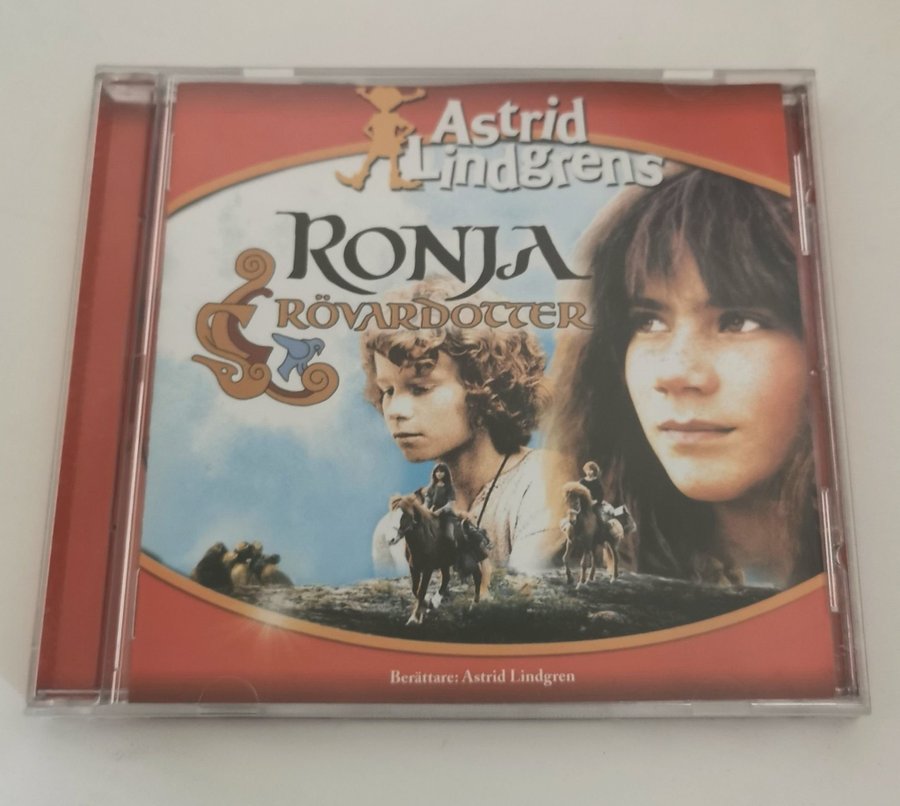 Astrid
Lindgrens
RONJA
RÖVARDOTTER
Berättare: Astrid Lindgren